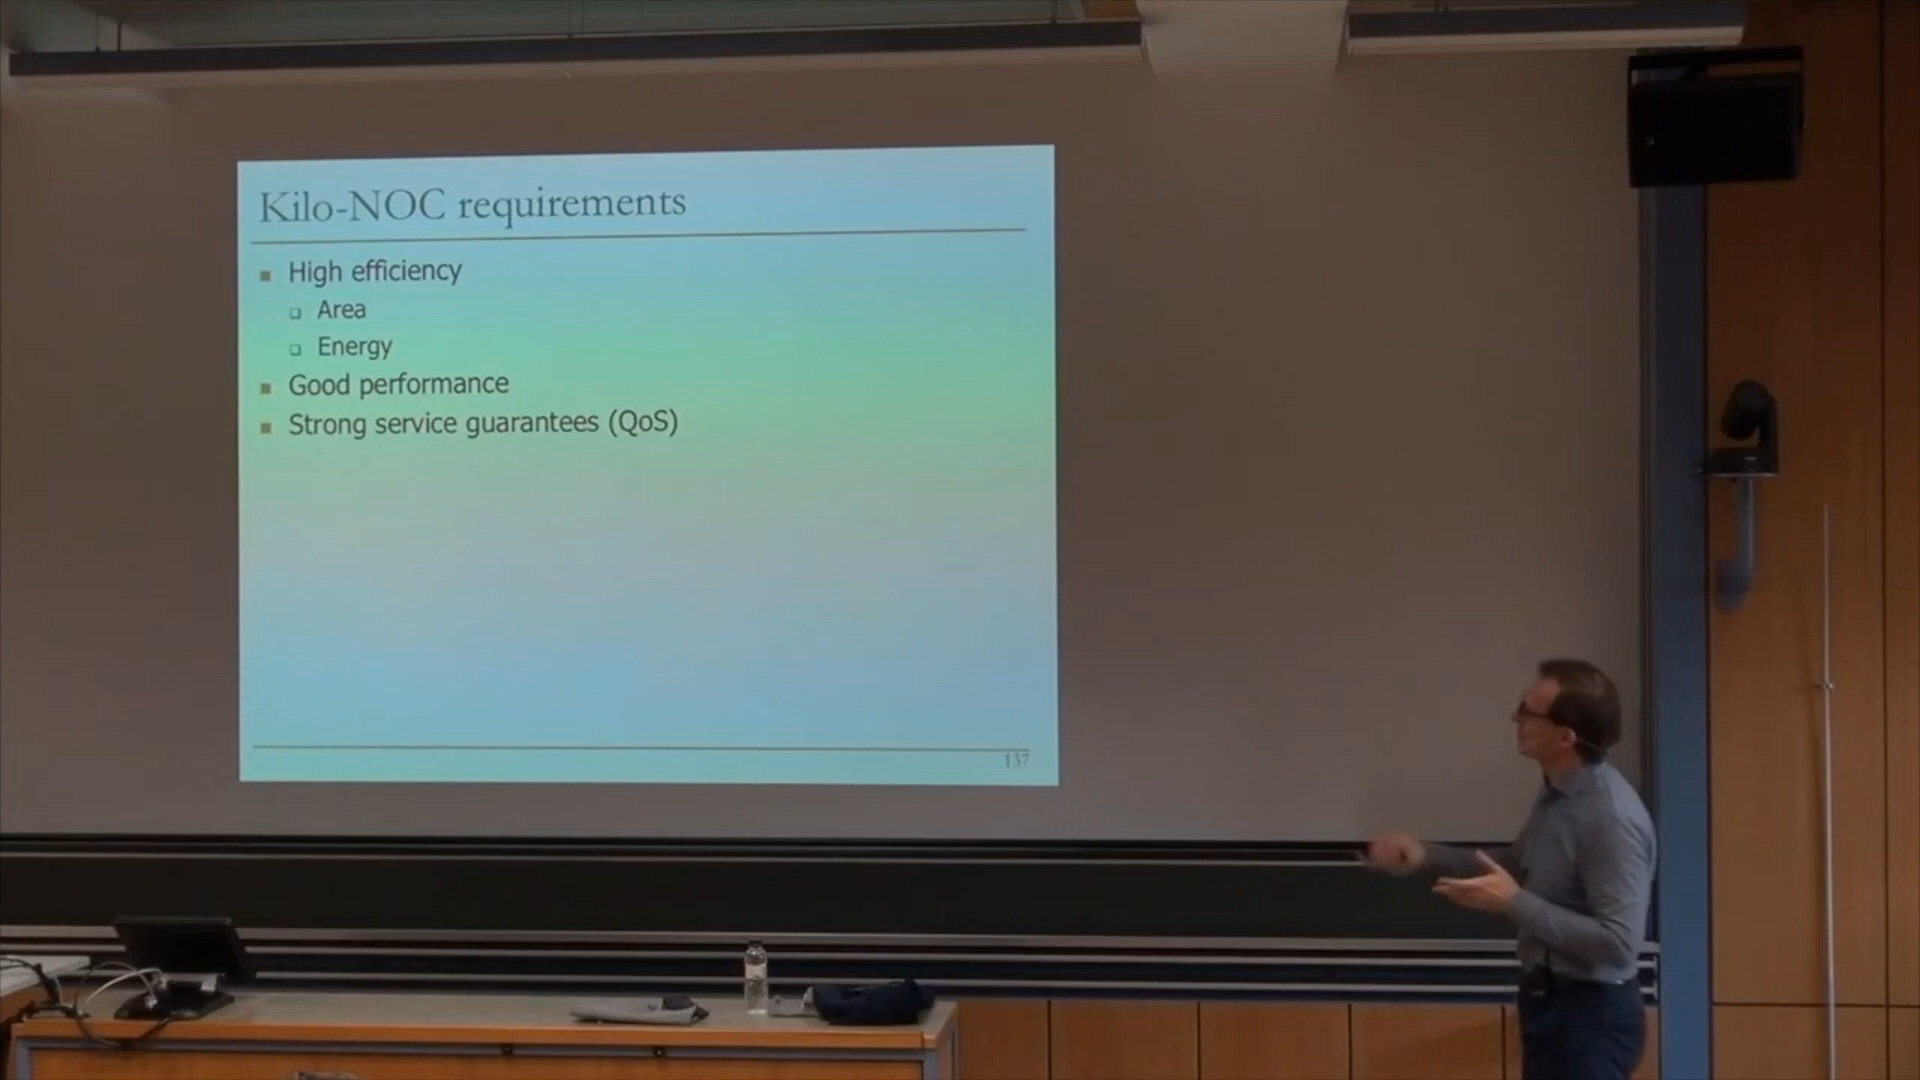 Kilo-NOC requirements
High efficiency
Area
Energy
Good performance
Strong service guarantees (QoS)
137